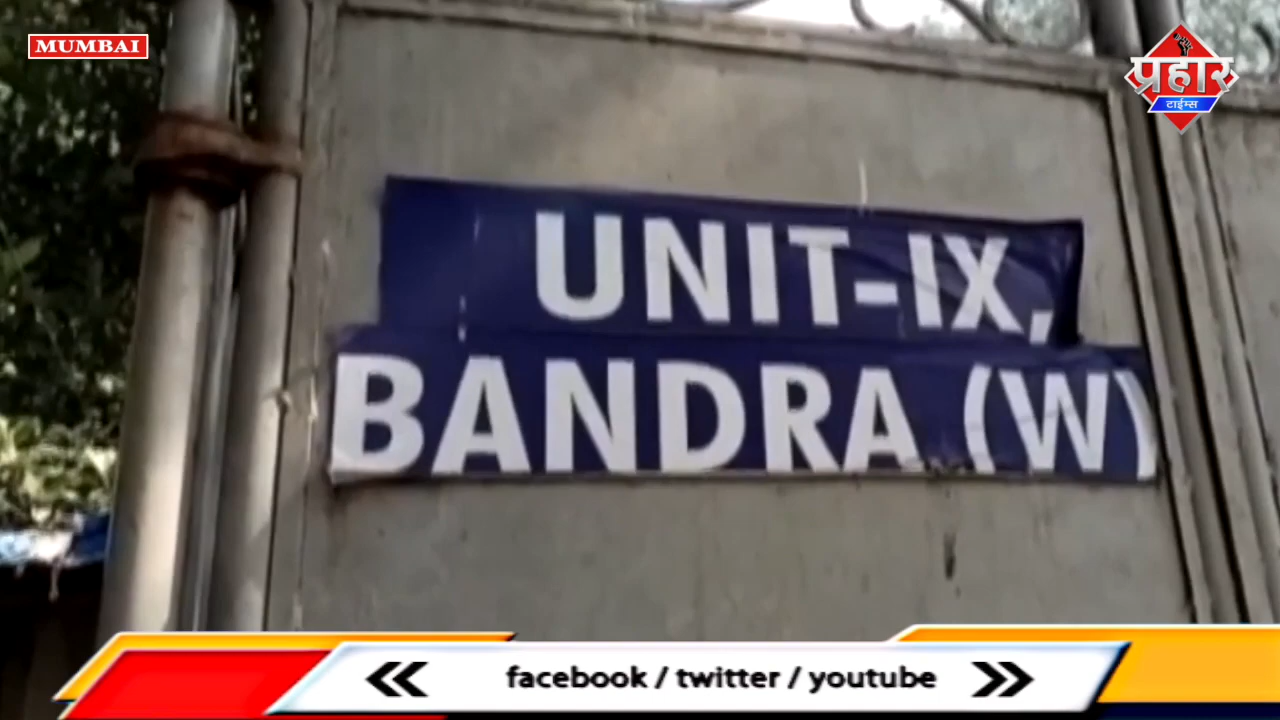 MUMBAI
प्रहार
टाईम्स
UNIT-IX,
BANDRA (W)
facebook / twitter / youtube